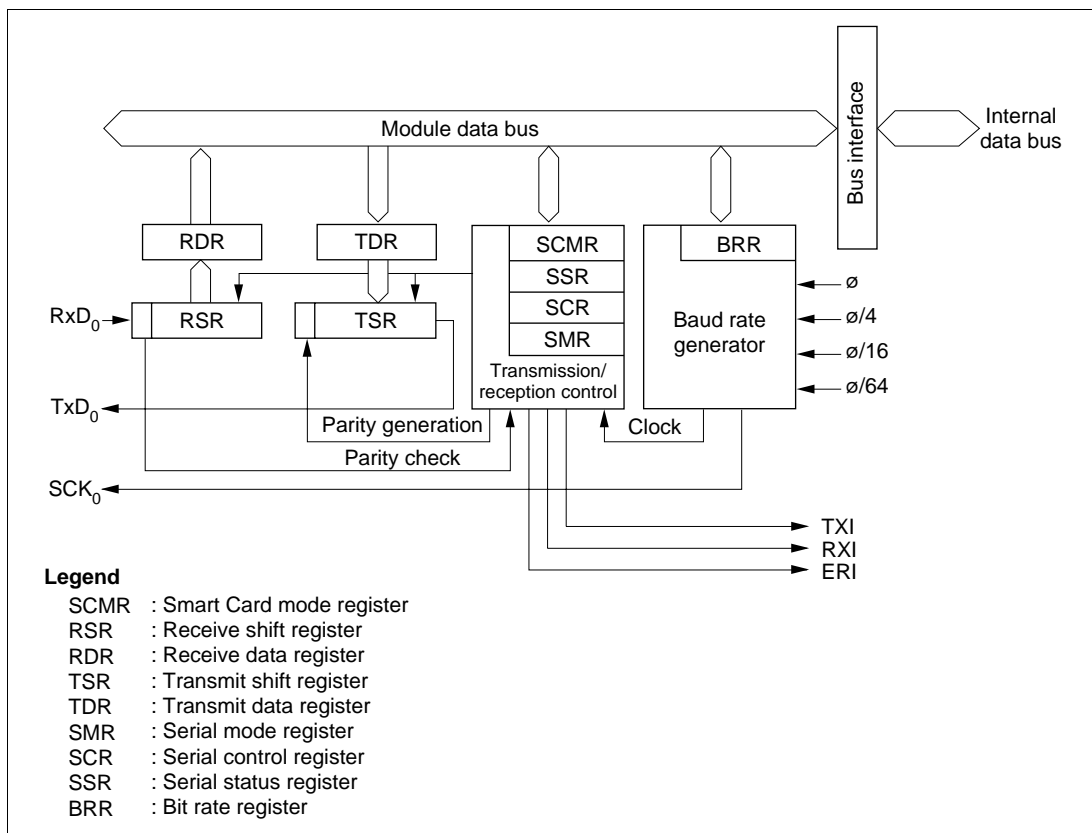 Module data bus
Bus interface
Internal
data bus
RDR
TDR
SCMR
SSR
SCR
SMR
Transmission/
reception control
BRR
Baud rate
generator
ø
ø/4
ø/16
ø/64
RxD0
RSR
TSR
TxD0
Parity generation
Parity check
Clock
SCK0
TXI
RXI
ERI
Legend
SCMR : Smart Card mode register
RSR : Receive shift register
RDR : Receive data register
TSR : Transmit shift register
TDR : Transmit data register
SMR : Serial mode register
SCR : Serial control register
SSR : Serial status register
BRR : Bit rate register